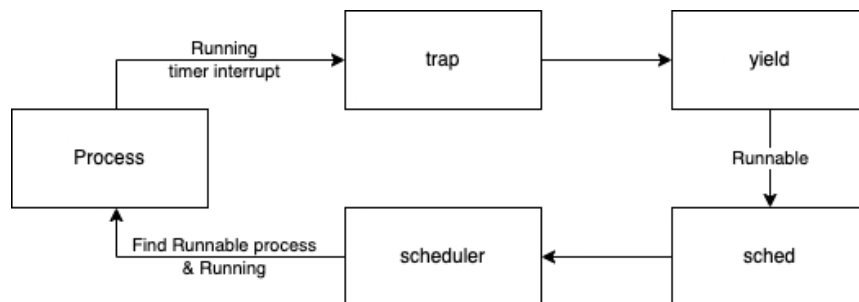 Running
timer interrupt
trap
yield
Process
Runnable
Find Runnable process
& Running
scheduler
sched